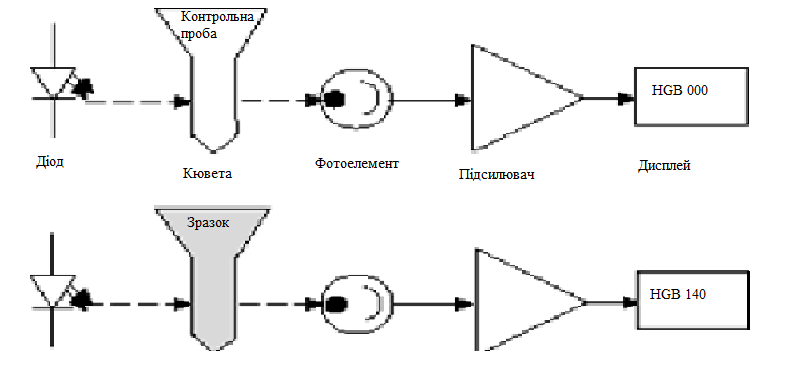 Контрольна
проба
HGB 000
Діод
Кювета
Фотоелемент
Підсилювач
Дисплей
Зразок
HGB 140